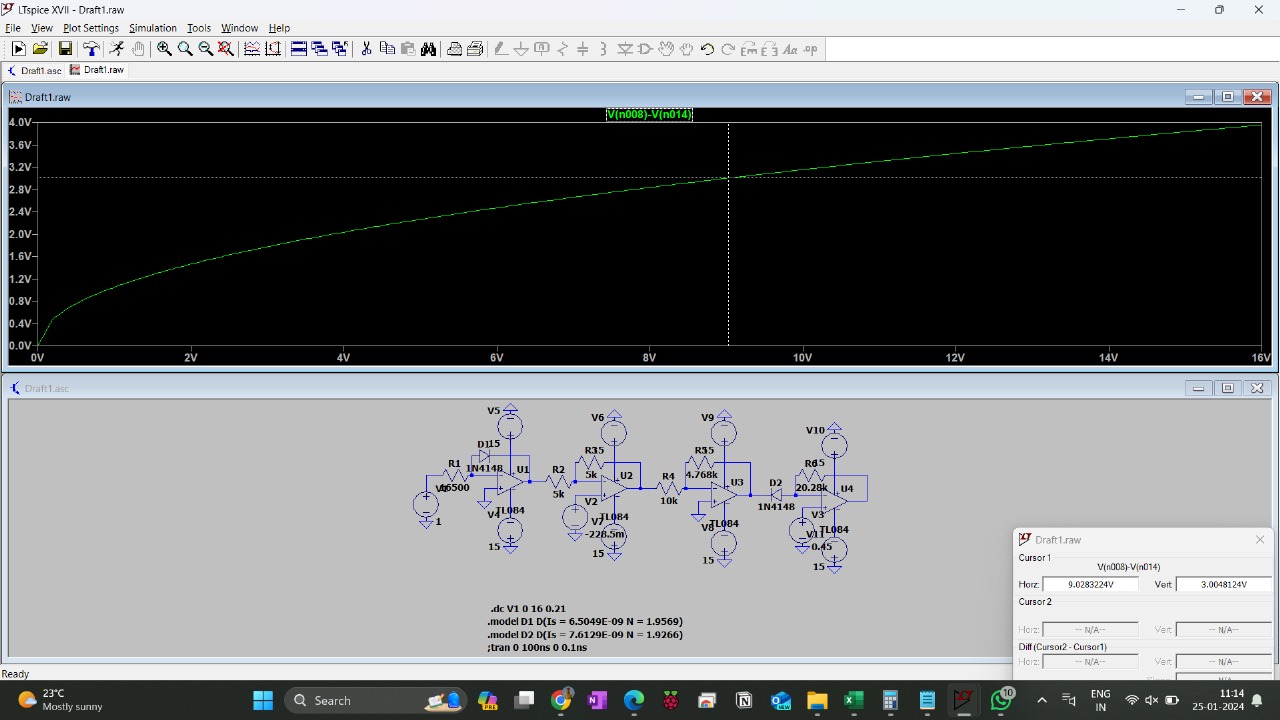 LTspice XVII - Draft1.raw
File View Plot Settings Simulation Tools Window Help
Draft1.asc Draft1.raw
Draft1.raw
V(n008)-V(n014)
4.0V
3.6V
3.2V
2.8V
2.4V
2.0V
1.6V
1.2V
0.8V
0.4V
0.0V
0V 2V 4V 6V 8V 10V 12V 14V 16V
Draft1.asc
V5 V6 V9 V10
D1 15 R3 15 R5 15 R6 15
R1 1N4148 U1 R2 5k U2 R4 4.768k U3 D2 20.28k U4
16500 5k 10k 1N4148
V1 V2 V3
1 V4 TL084 V7 TL084 V8 TL084 V11 TL084
15 -228.5m 15 15 0.45 15
.dc V1 0 16 0.21
.model D1 D(Is = 6.5049E-09 N = 1.9569)
.model D2 D(Is = 7.6129E-09 N = 1.9266)
;tran 0 100ns 0 0.1ns
Draft1.raw
Cursor 1
V(n008)-V(n014)
Horz: 9.0283224V Vert: 3.0048124V
Cursor 2
Horz: -- N/A-- Vert: -- N/A--
Diff (Cursor2 - Cursor1)
Horz: -- N/A-- Vert: -- N/A--
Ready
23°C
Mostly sunny
Search
10
ENG
IN
11:14
25-01-2024